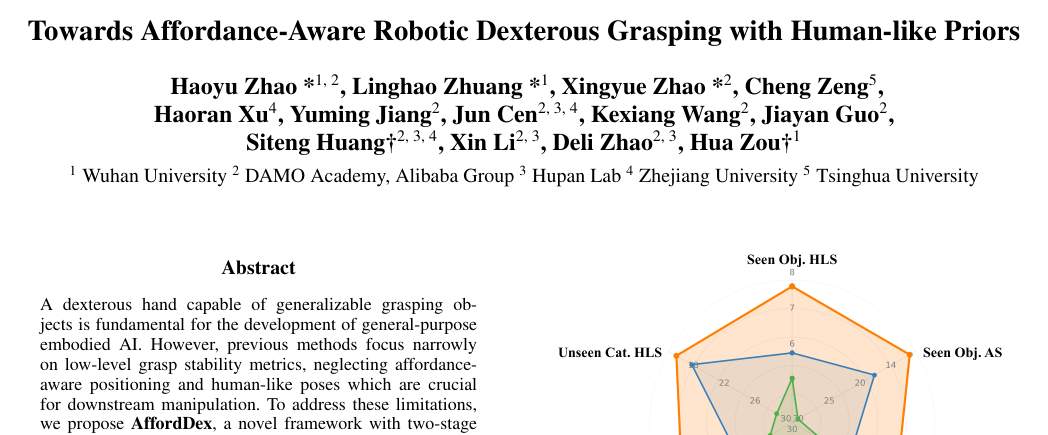 Towards Affordance-Aware Robotic Dexterous Grasping with Human-like Priors
Haoyu Zhao *1, 2, Linghao Zhuang *1, Xingyue Zhao *2, Cheng Zeng5,
Haoran Xu4, Yuming Jiang2, Jun Cen2, 3, 4, Kexiang Wang2, Jiayan Guo2,
Siteng Huang†2, 3, 4, Xin Li2, 3, Deli Zhao2, 3, Hua Zou†1
1 Wuhan University 2 DAMO Academy, Alibaba Group 3 Hupan Lab 4 Zhejiang University 5 Tsinghua University
Abstract
A dexterous hand capable of generalizable grasping ob-
jects is fundamental for the development of general-purpose
embodied AI. However, previous methods focus narrowly
on low-level grasp stability metrics, neglecting affordance-
aware positioning and human-like poses which are crucial
for downstream manipulation. To address these limitations,
we propose AffordDex, a novel framework with two-stage
Seen Obj. HLS
8
7
6
Unseen Cat. HLS
Seen Obj. AS
14
22
20
26
25
30
30